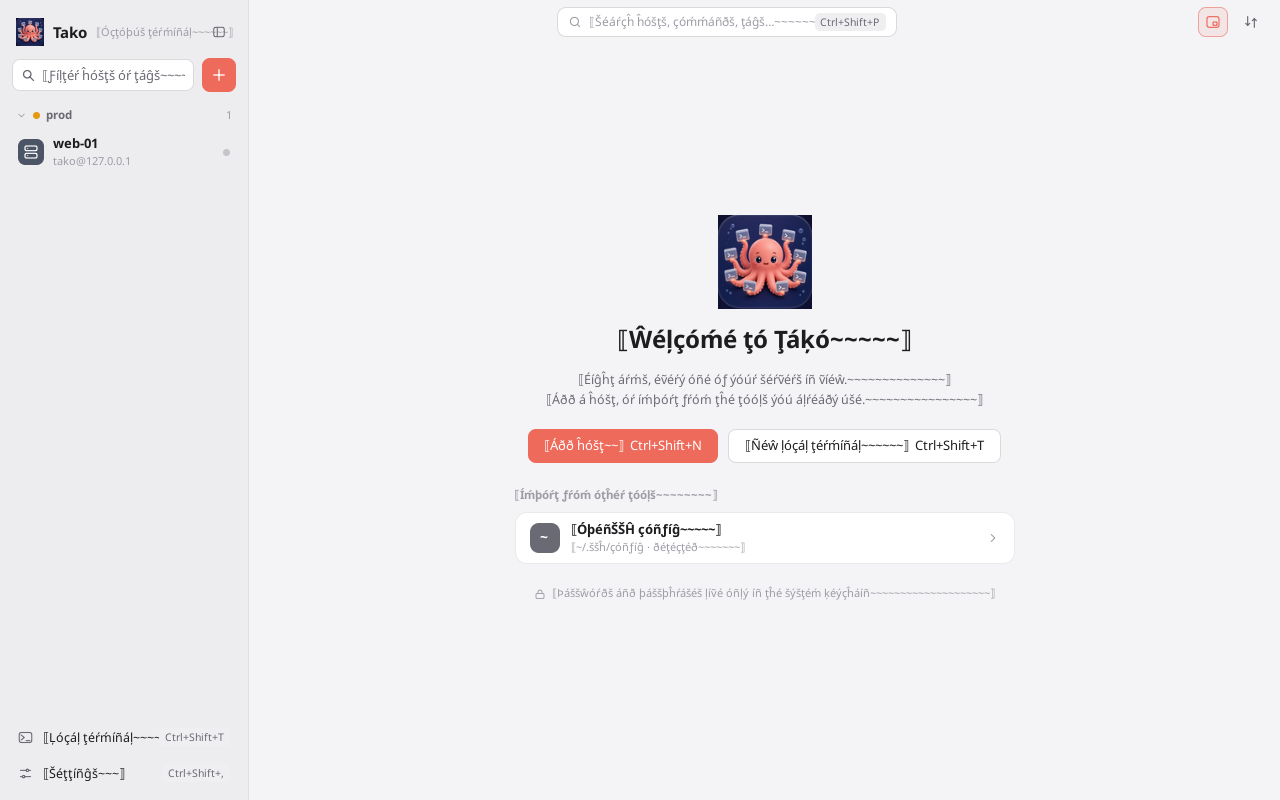 Tako
⟦Óçţóþúš ţéŕḿíñáļ~~~~~⟧
⟦Šéáŕçĥ ĥóšţš, çóḿḿáñðš, ţáĝš…~~~~~~
Ctrl+Shift+P
⟦Ƒíļţéŕ ĥóšţš óŕ ţáĝš~~~~
prod
1
web-01
tako@127.0.0.1
⟦Ŵéļçóḿé ţó Ţáķó~~~~~⟧
⟦Éíĝĥţ áŕḿš, éṽéŕý óñé óƒ ýóúŕ šéŕṽéŕš íñ ṽíéŵ.~~~~~~~~~~~~~~⟧
⟦Áðð á ĥóšţ, óŕ íḿþóŕţ ƒŕóḿ ţĥé ţóóļš ýóú áļŕéáðý úšé.~~~~~~~~~~~~~~~~⟧
⟦Áðð ĥóšţ~~⟧ Ctrl+Shift+N
⟦Ñéŵ ļóçáļ ţéŕḿíñáļ~~~~~~⟧ Ctrl+Shift+T
⟦Íḿþóŕţ ƒŕóḿ óţĥéŕ ţóóļš~~~~~~~~⟧
~
⟦ÓþéñŠŠĤ çóñƒíĝ~~~~~⟧
⟦~/.ššĥ/çóñƒíĝ · ðéţéçţéð~~~~~~~⟧
⟦Þáššŵóŕðš áñð þáššþĥŕášéš ļíṽé óñļý íñ ţĥé šýšţéḿ ķéýçĥáíñ~~~~~~~~~~~~~~~~~~~~⟧
⟦Ļóçáļ ţéŕḿíñáļ~~~~
Ctrl+Shift+T
⟦Šéţţíñĝš~~~⟧
Ctrl+Shift+,